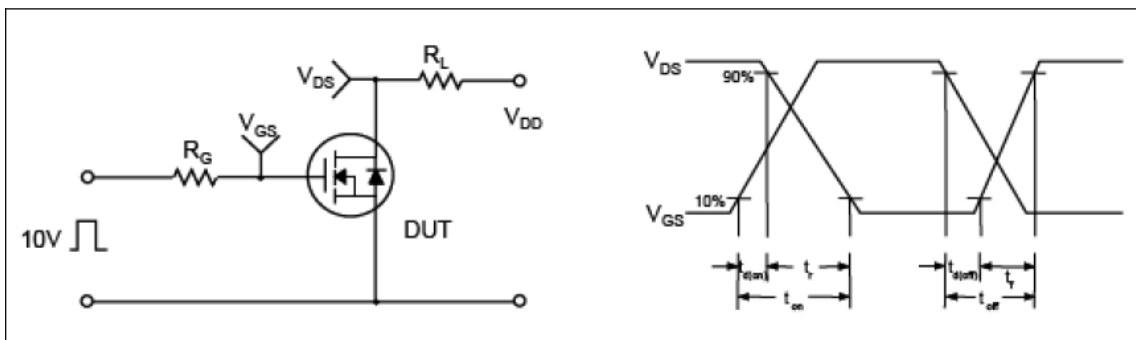 V_DS
R_L
V_DD
V_GS
R_G
10V
DUT
V_DS
90%
10%
V_GS
t_d(on)
t_r
t_d(off)
t_f
t_on
t_off